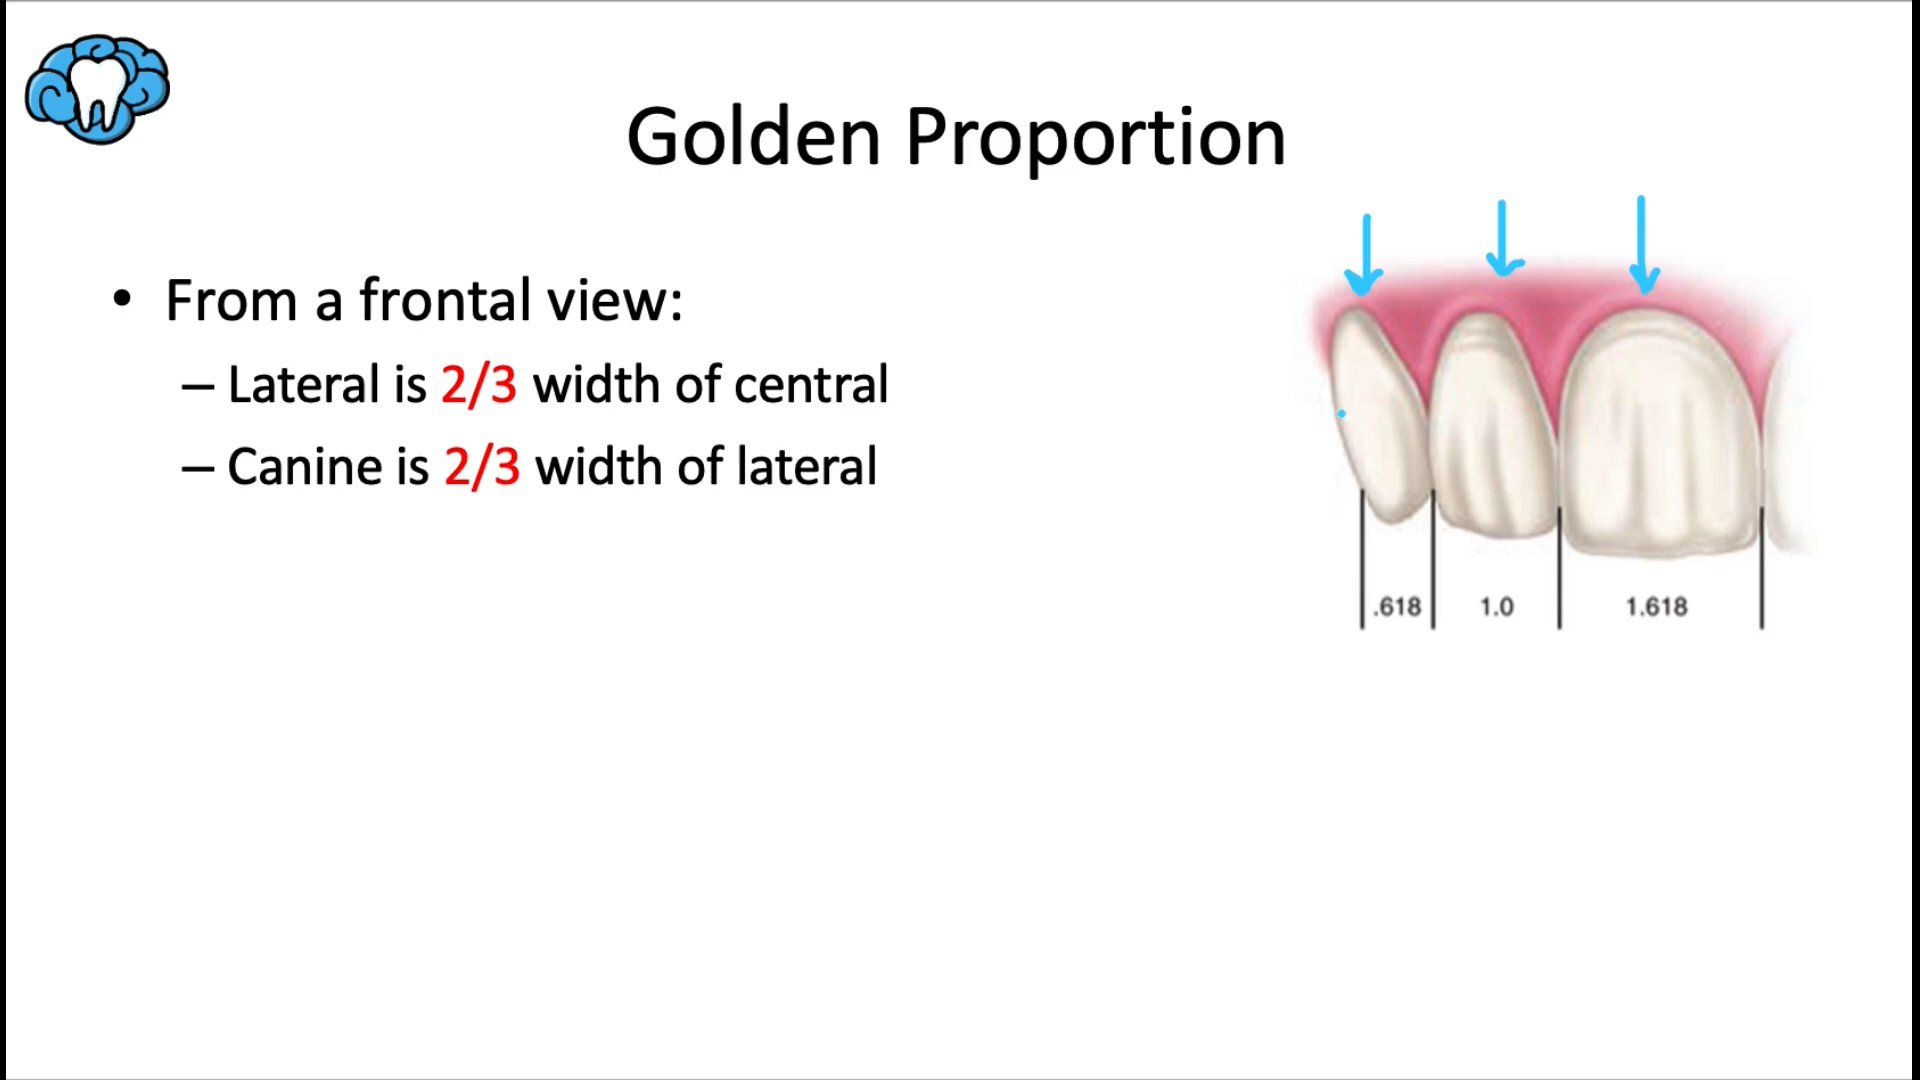 Golden Proportion
• From a frontal view:
– Lateral is 2/3 width of central
– Canine is 2/3 width of lateral
.618 1.0 1.618